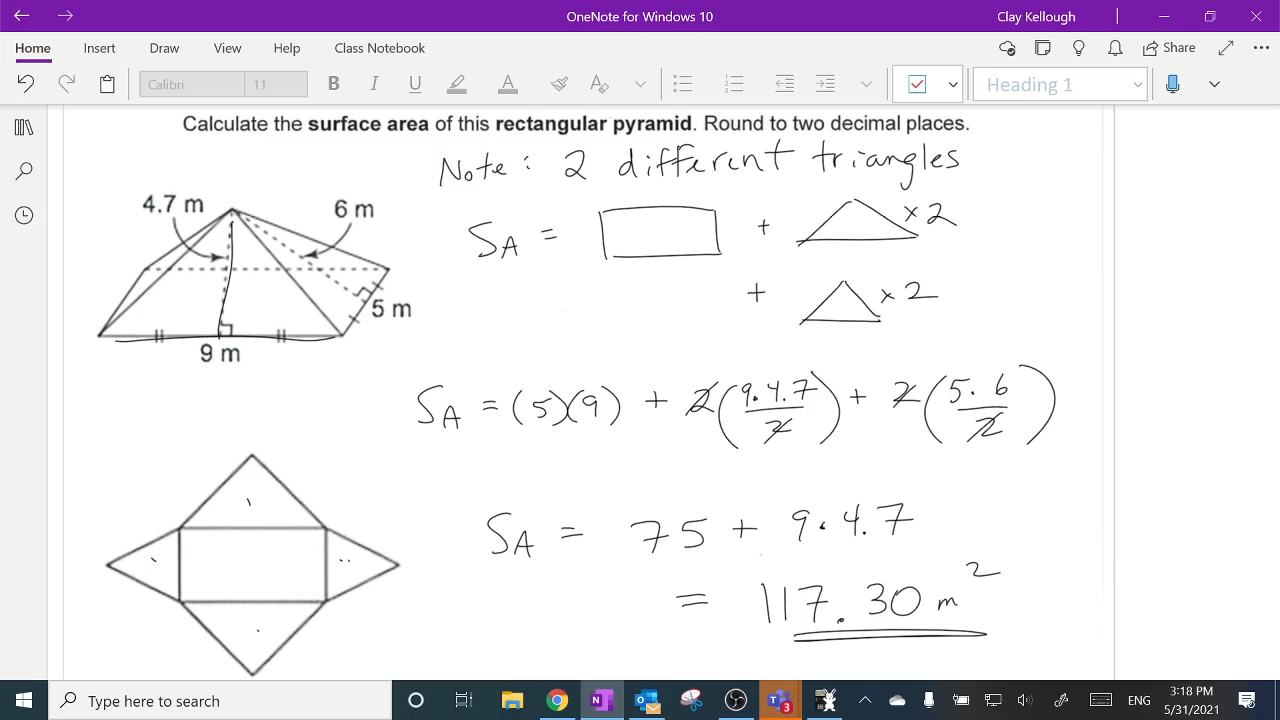 OneNote for Windows 10
Clay Kellough
Home Insert Draw View Help Class Notebook
Share
Calibri 11 B I U A Heading 1
Calculate the surface area of this rectangular pyramid. Round to two decimal places.
Note: 2 different triangles
4.7 m
6 m
5 m
9 m
SA = + ×2
+ ×2
SA = (5)(9) + 2(9·4.7/2) + 2(5·6/2)
SA = 75 + 9·4.7
= 117.30 m²
Type here to search
3
ENG
3:18 PM
5/31/2021